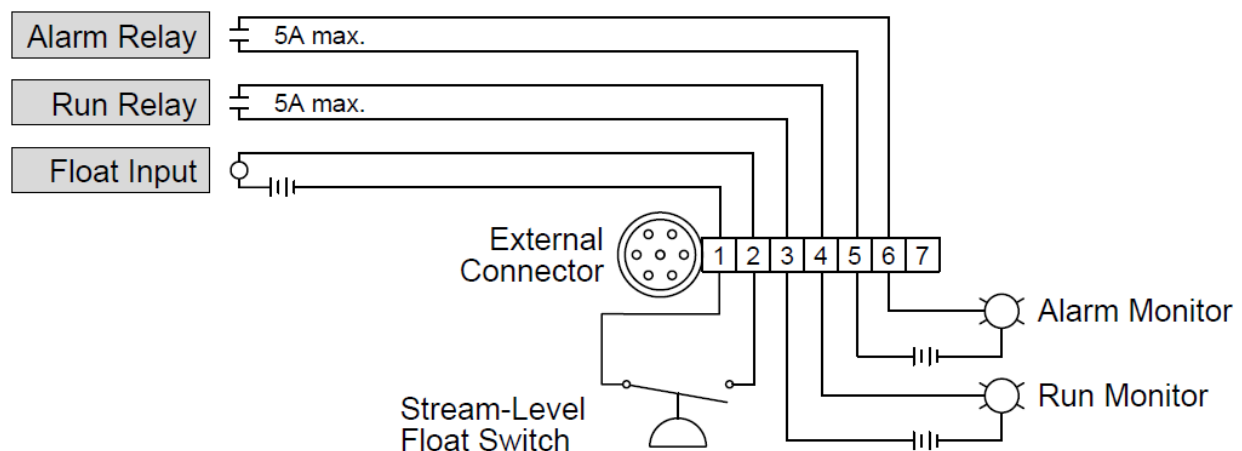 Alarm Relay
5A max.
Run Relay
5A max.
Float Input
External
Connector
1 2 3 4 5 6 7
Alarm Monitor
Run Monitor
Stream-Level
Float Switch